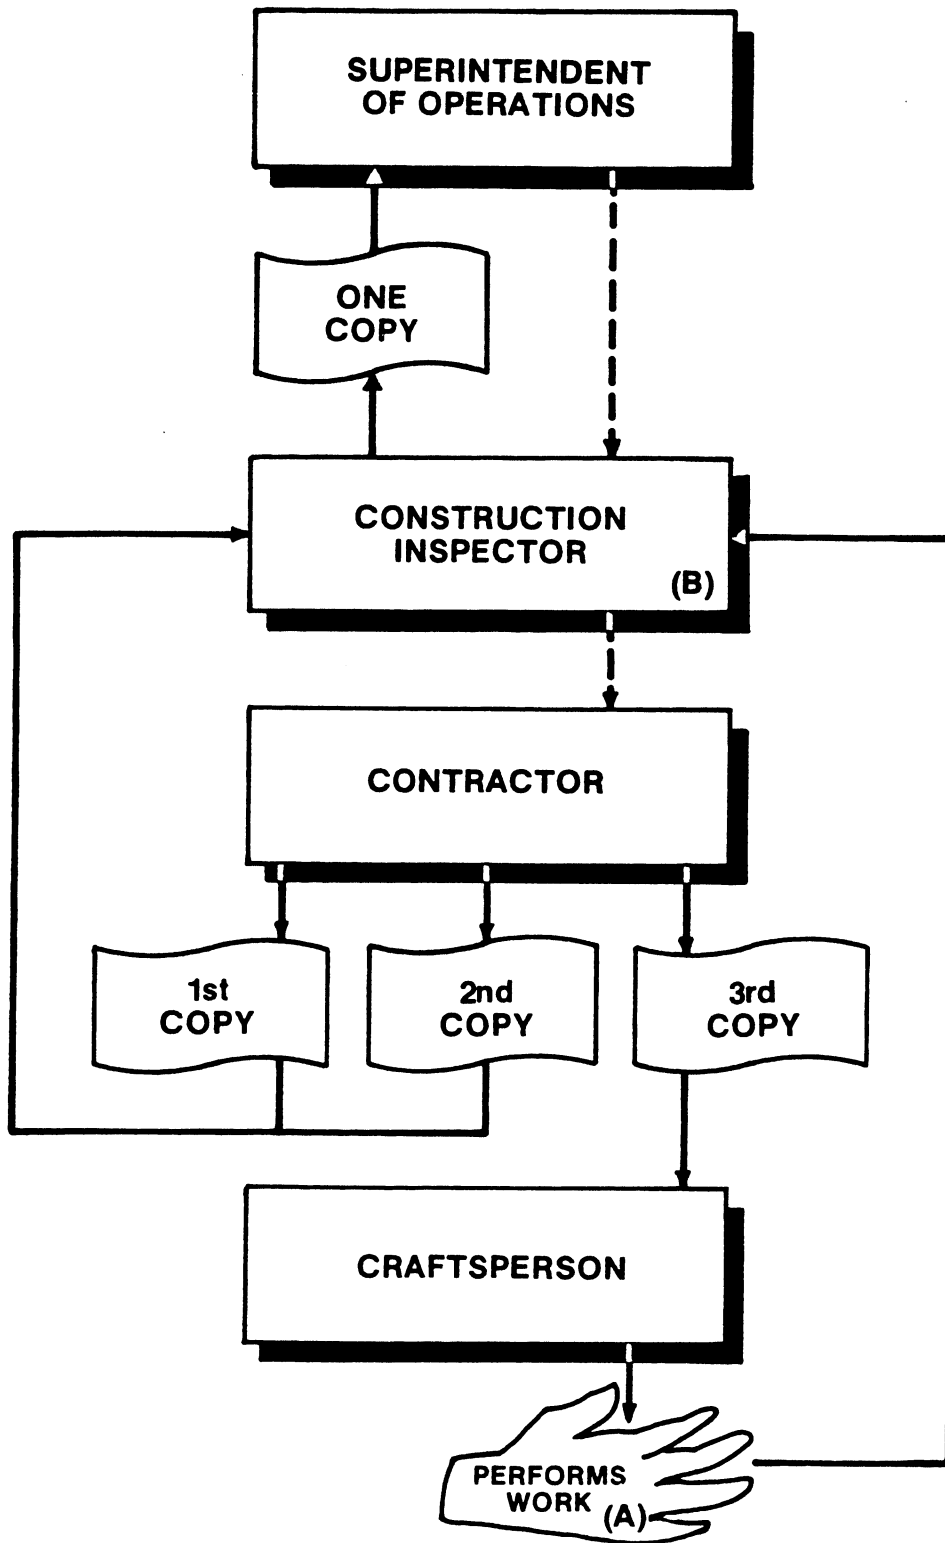 SUPERINTENDENT
OF OPERATIONS
ONE
COPY
CONSTRUCTION
INSPECTOR
(B)
CONTRACTOR
1st
COPY
2nd
COPY
3rd
COPY
CRAFTSPERSON
PERFORMS
WORK
(A)